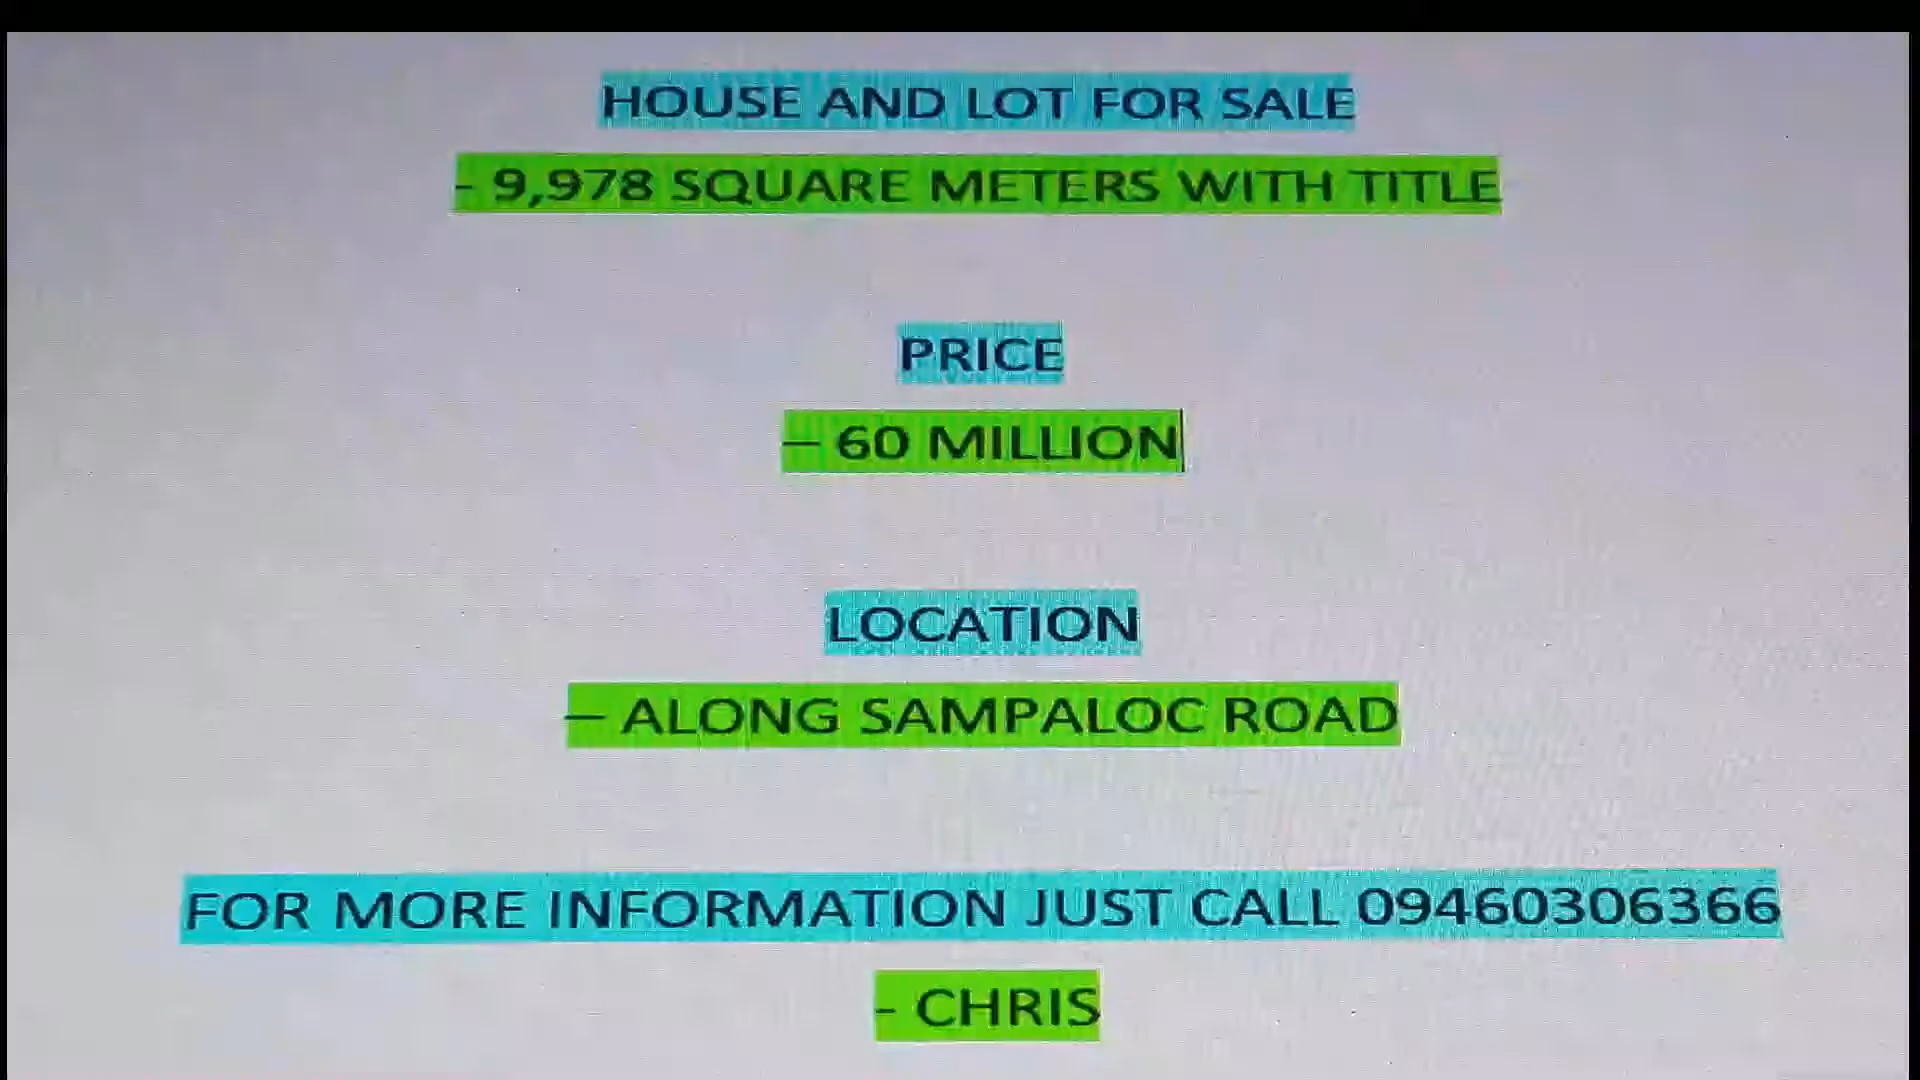 HOUSE AND LOT FOR SALE
- 9,978 SQUARE METERS WITH TITLE
PRICE
– 60 MILLION
LOCATION
– ALONG SAMPALOC ROAD
FOR MORE INFORMATION JUST CALL 09460306366
- CHRIS